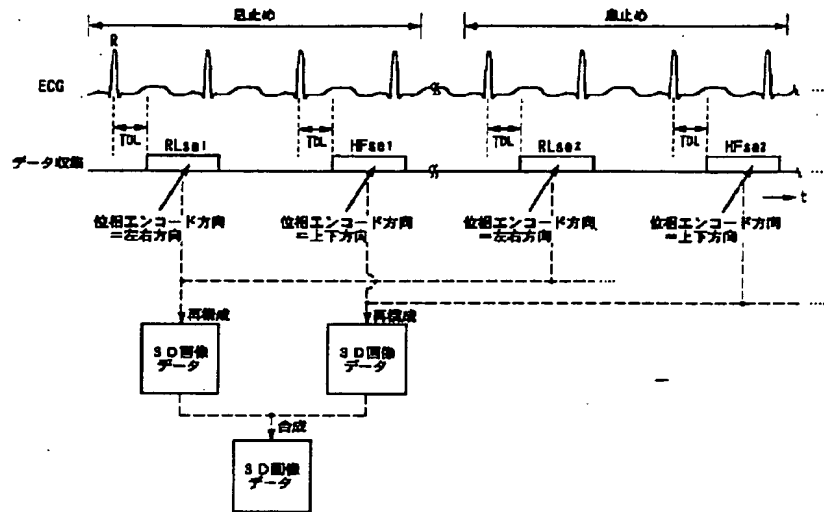 息止め 息止め
R
ECG
TDL TDL TDL TDL
RLse1 HFse1 RLse2 HFse2
データ収集
t
位相エンコード方向 位相エンコード方向 位相エンコード方向 位相エンコード方向
=左右方向 =上下方向 =左右方向 =上下方向
再構成 再構成
3D画像 3D画像
データ データ
合成
3D画像
データ